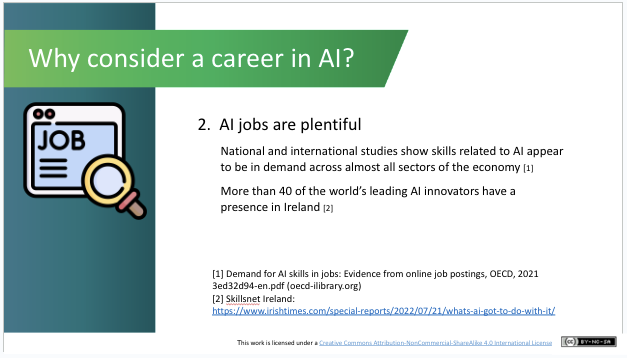 Why consider a career in AI?
JOB
2. AI jobs are plentiful
National and international studies show skills related to AI appear
to be in demand across almost all sectors of the economy [1]
More than 40 of the world's leading AI innovators have a
presence in Ireland [2]
[1] Demand for AI skills in jobs: Evidence from online job postings, OECD, 2021
3ed32d94-en.pdf (oecd-ilibrary.org)
[2] Skillsnet Ireland:
https://www.irishtimes.com/special-reports/2022/07/21/whats-ai-got-to-do-with-it/
This work is licensed under a Creative Commons Attribution-NonCommercial-ShareAlike 4.0 International License
CC BY-NC-SA